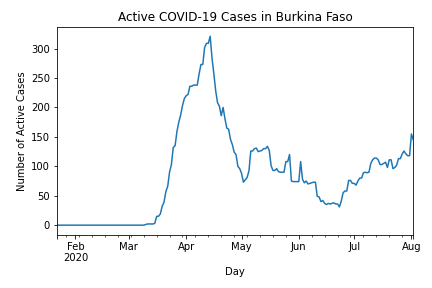 Active COVID-19 Cases in Burkina Faso
Number of Active Cases
300
250
200
150
100
50
0
Feb Mar Apr May Jun Jul Aug
2020
Day